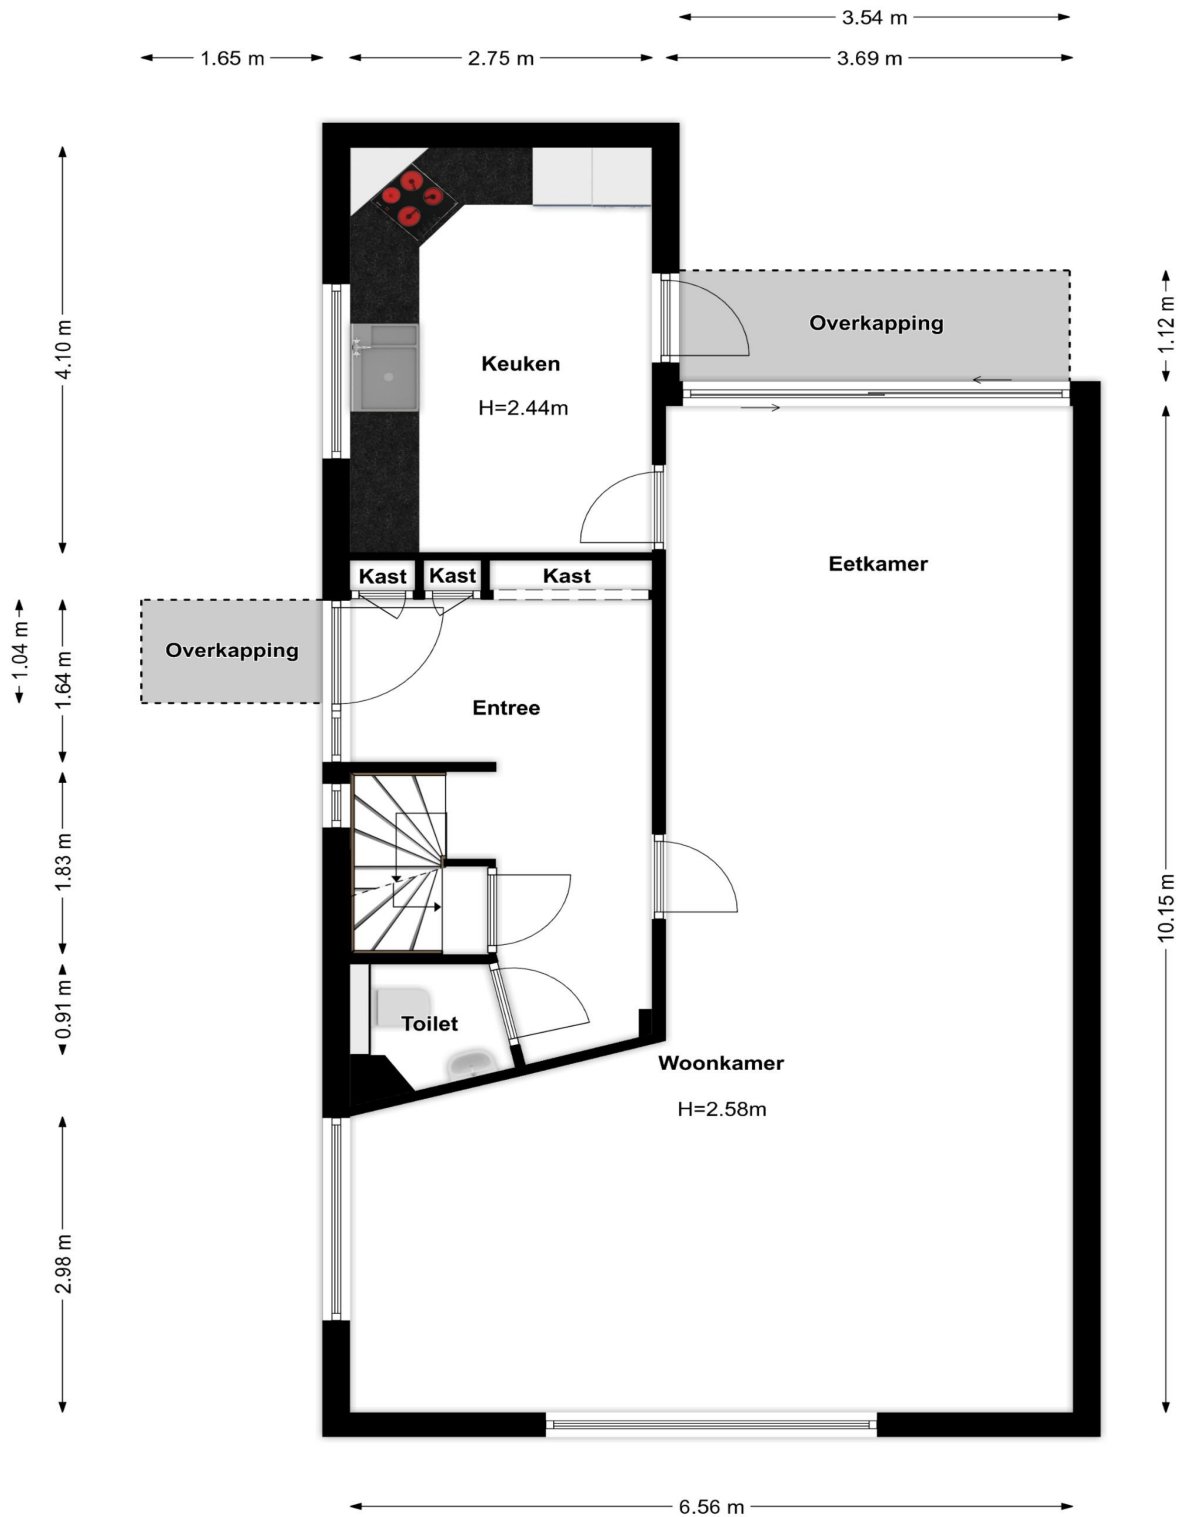 3.54 m
1.65 m
2.75 m
3.69 m
4.10 m
Overkapping
1.12 m
Keuken
H=2.44m
Eetkamer
Kast
Kast
Kast
1.04 m
1.64 m
Overkapping
Entree
1.83 m
10.15 m
0.91 m
Toilet
Woonkamer
H=2.58m
2.98 m
6.56 m